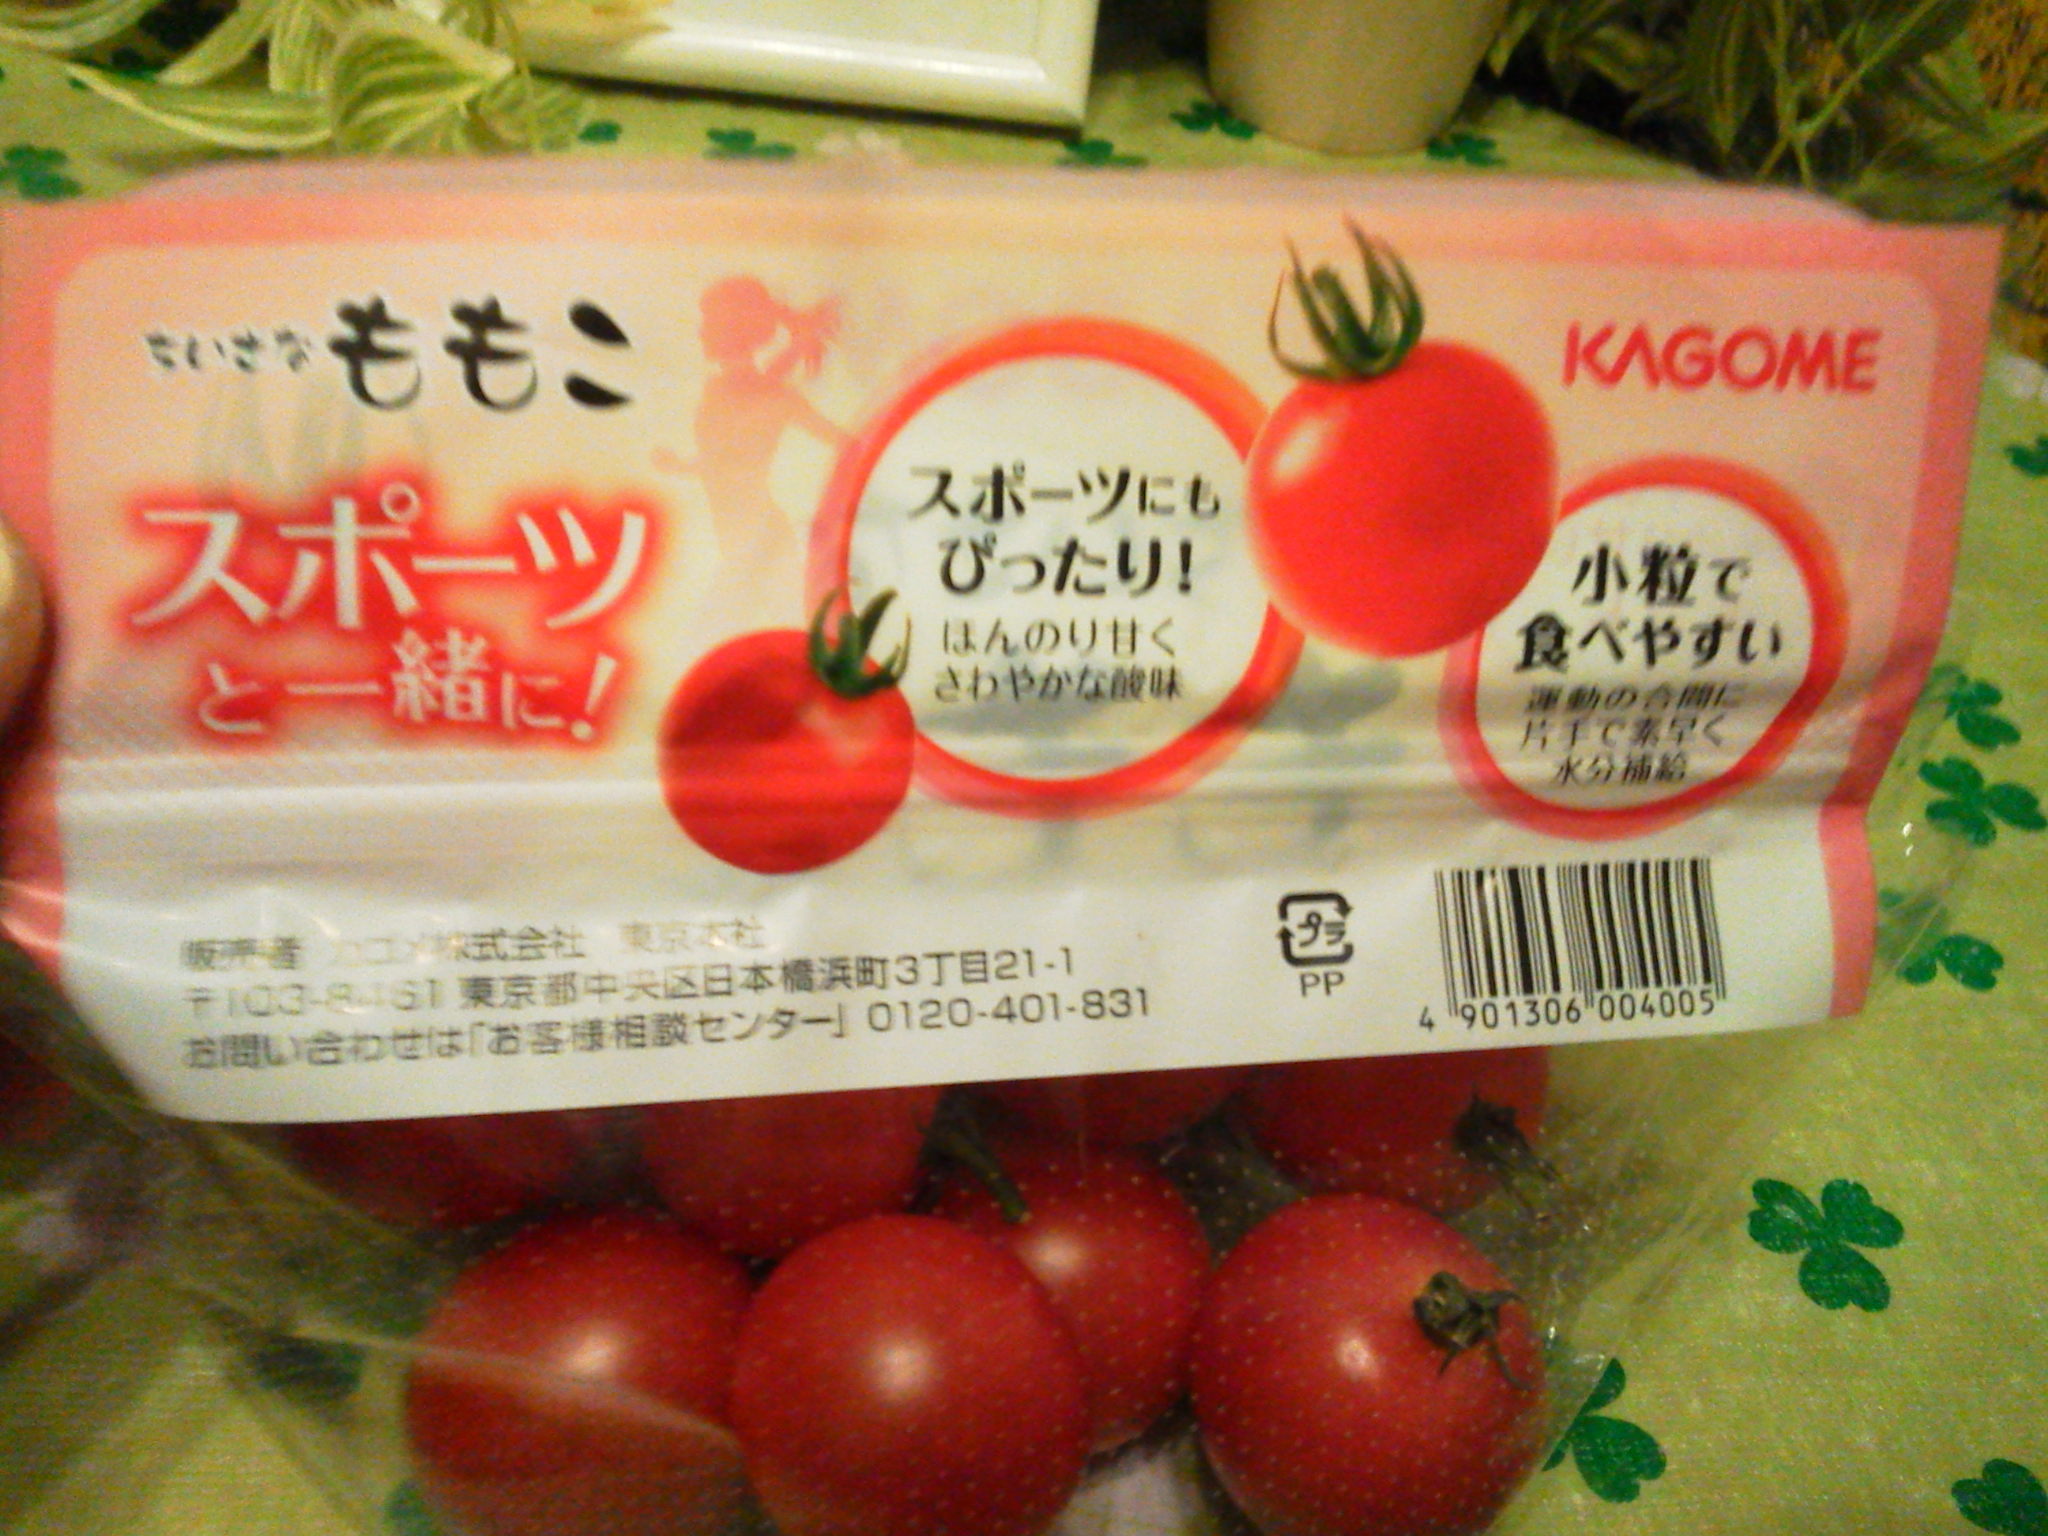 ちいさなももこ
KAGOME
スポーツ
と一緒に!
スポーツにも
ぴったり!
ほんのり甘く
さわやかな酸味
小粒で
食べやすい
運動の合間に
片手で素早く
水分補給
販売者 カゴメ株式会社 東京本社
〒103-8461 東京都中央区日本橋浜町3丁目21-1
お問い合わせは「お客様相談センター」 0120-401-831
プラ
PP
4 901306 004005